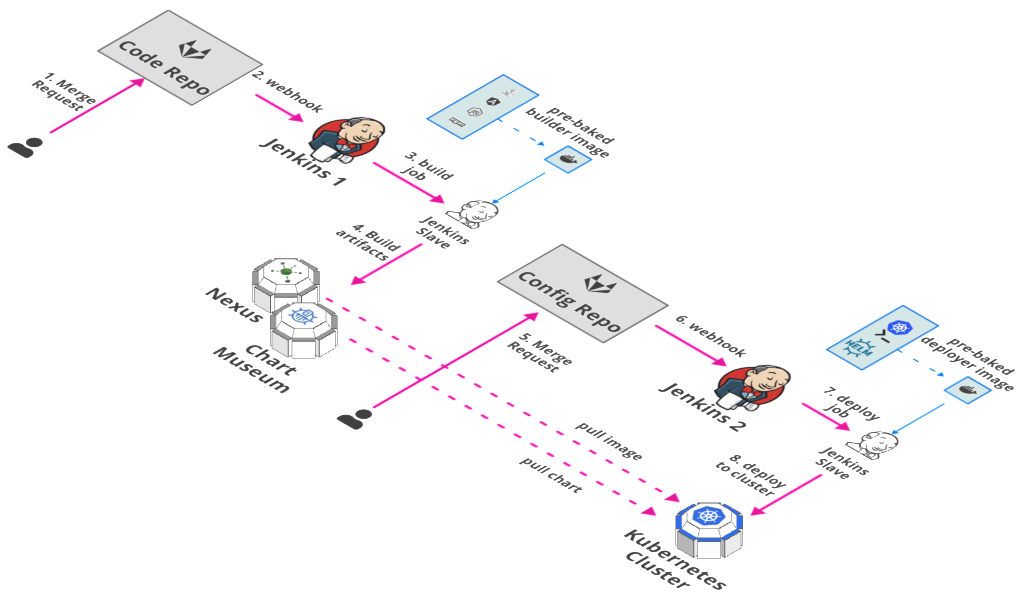 Code Repo
1. Merge
Request
2. webhook
Jenkins 1
pre-baked
builder image
3. build
job
Jenkins
Slave
4. Build
artifacts
Nexus
Chart
Museum
Config Repo
5. Merge
Request
6. webhook
Jenkins 2
HELM
pre-baked
deployer image
7. deploy
job
Jenkins
Slave
8. deploy
to cluster
pull image
pull chart
Kubernetes
Cluster